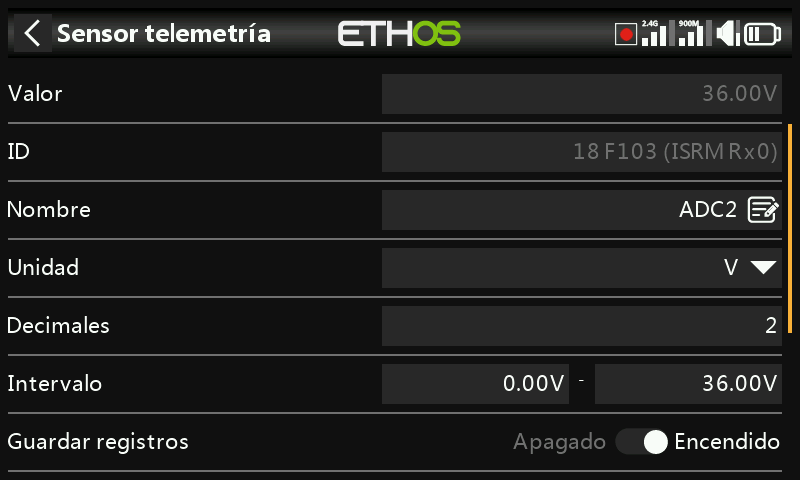 Sensor telemetría
ETHOS
2.4G
900M
Valor
36.00V
ID
18 F103 (ISRM Rx0)
Nombre
ADC2
Unidad
V
Decimales
2
Intervalo
0.00V - 36.00V
Guardar registros
Apagado Encendido